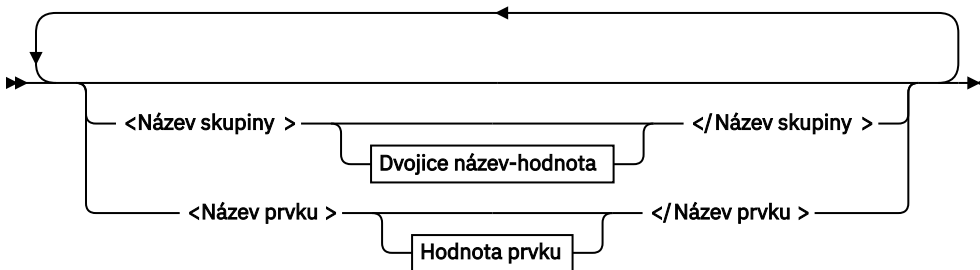 <Název skupiny >
</Název skupiny >
Dvojice název-hodnota
<Název prvku >
</Název prvku >
Hodnota prvku